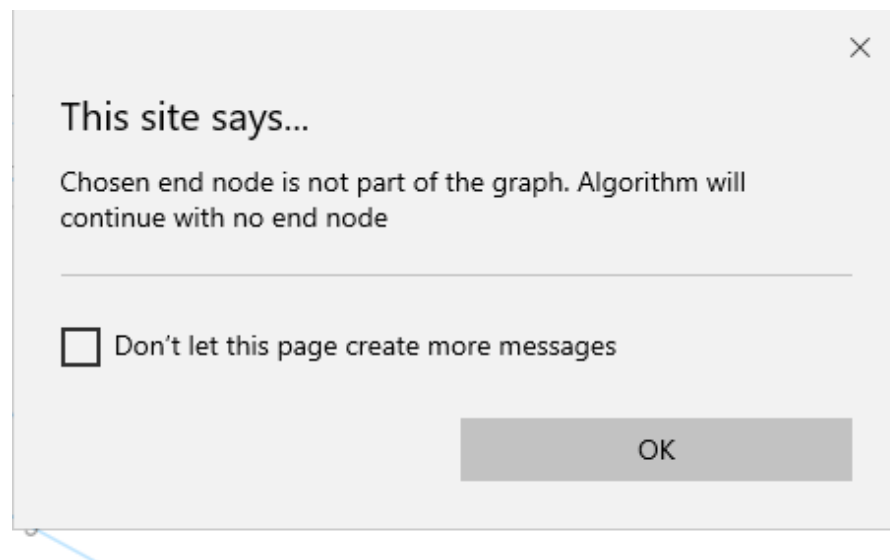 This site says...
Chosen end node is not part of the graph. Algorithm will
continue with no end node
Don’t let this page create more messages
OK